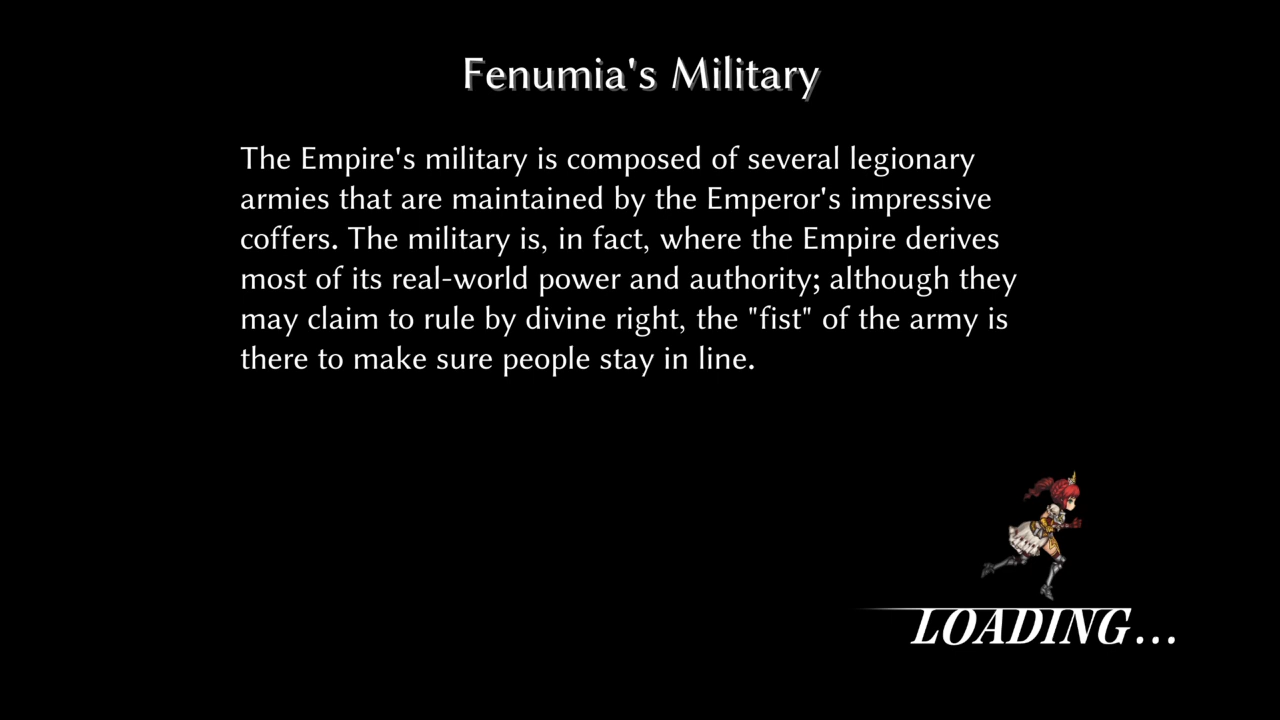 Fenumia's Military
The Empire's military is composed of several legionary
armies that are maintained by the Emperor's impressive
coffers. The military is, in fact, where the Empire derives
most of its real-world power and authority; although they
may claim to rule by divine right, the "fist" of the army is
there to make sure people stay in line.
LOADING...